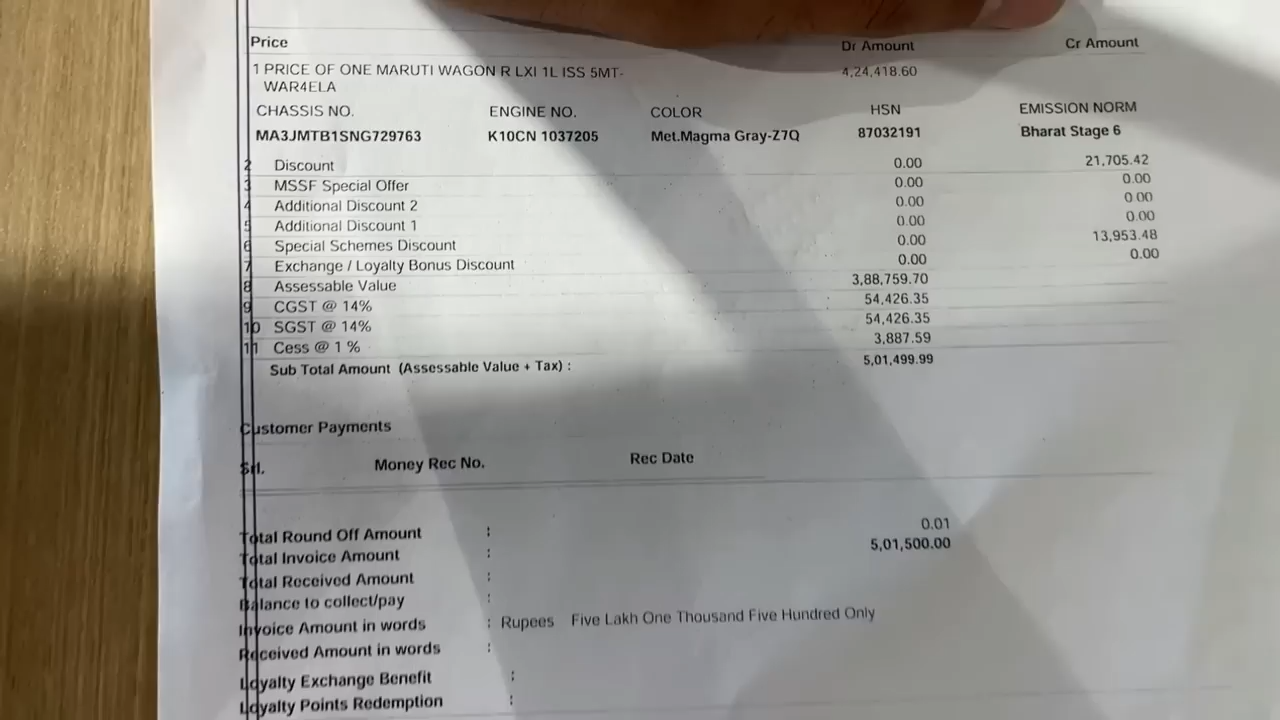 Price Dr Amount Cr Amount
1 PRICE OF ONE MARUTI WAGON R LXI 1L ISS 5MT- 4,24,418.60
WAR4ELA
CHASSIS NO. ENGINE NO. COLOR HSN EMISSION NORM
MA3JMTB1SNG729763 K10CN 1037205 Met.Magma Gray-Z7Q 87032191 Bharat Stage 6
2 Discount 0.00 21,705.42
3 MSSF Special Offer 0.00 0.00
4 Additional Discount 2 0.00 0.00
5 Additional Discount 1 0.00 0.00
6 Special Schemes Discount 0.00 13,953.48
7 Exchange / Loyalty Bonus Discount 0.00 0.00
8 Assessable Value 3,88,759.70
9 CGST @ 14% 54,426.35
10 SGST @ 14% 54,426.35
11 Cess @ 1 % 3,887.59
Sub Total Amount (Assessable Value + Tax) : 5,01,499.99
Customer Payments
Srl. Money Rec No. Rec Date
Total Round Off Amount : 0.01
Total Invoice Amount : 5,01,500.00
Total Received Amount :
Balance to collect/pay :
Invoice Amount in words : Rupees Five Lakh One Thousand Five Hundred Only
Received Amount in words :
Loyalty Exchange Benefit :
Loyalty Points Redemption :